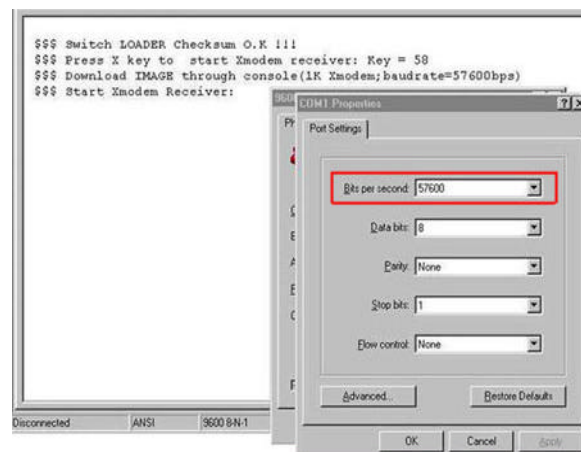 $$$ Switch LOADER Checksum O.K !!!
$$$ Press X key to  start Xmodem receiver: Key = 58
$$$ Download IMAGE through console(1K Xmodem;baudrate=57600bps)
$$$ Start Xmodem Receiver:
COM1 Properties
Port Settings
Bits per second: 57600
Data bits: 8
Parity: None
Stop bits: 1
Flow control: None
Advanced...
Restore Defaults
OK
Cancel
Apply
Disconnected
ANSI
9600 8-N-1